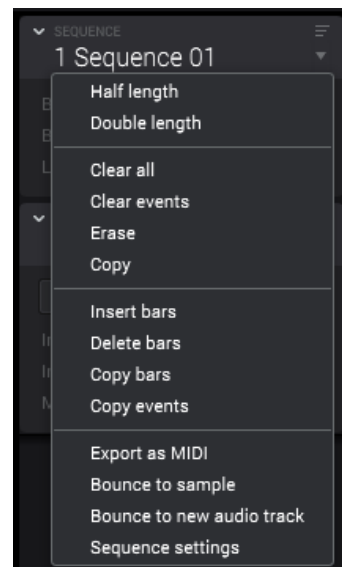 SEQUENCE
1 Sequence 01
Half length
Double length
Clear all
Clear events
Erase
Copy
Insert bars
Delete bars
Copy bars
Copy events
Export as MIDI
Bounce to sample
Bounce to new audio track
Sequence settings